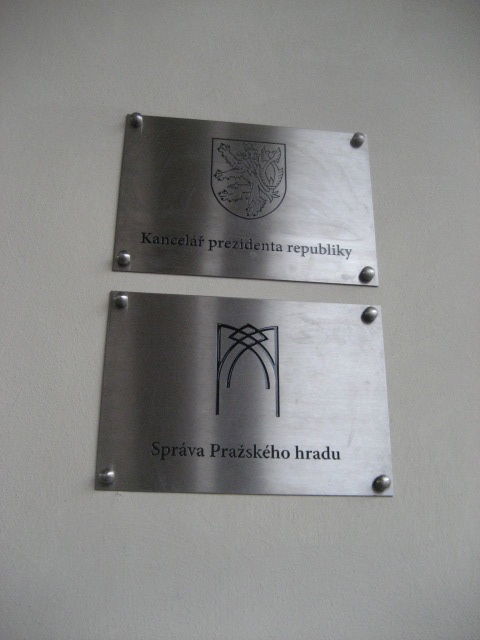 Kancelář prezidenta republiky
Správa Pražského hradu